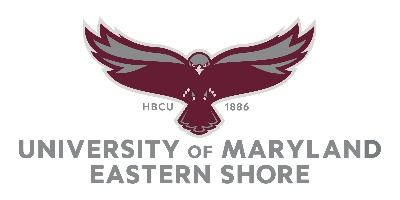 HBCU 1886
UNIVERSITY OF MARYLAND
EASTERN SHORE